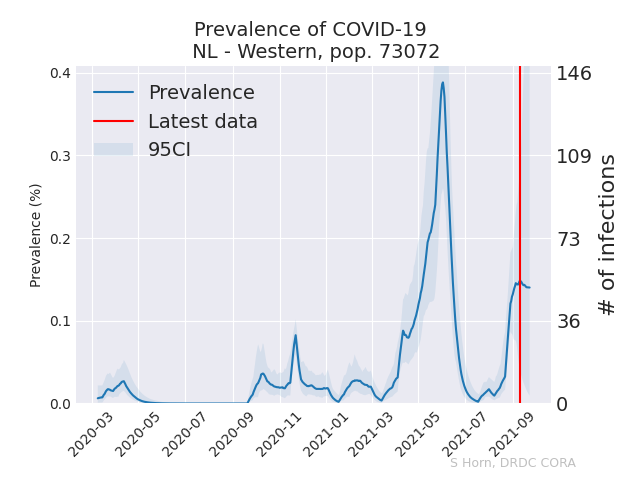 Prevalence of COVID-19
NL - Western, pop. 73072
Prevalence
Latest data
95CI
Prevalence (%)
0.4
0.3
0.2
0.1
0.0
146
109
73
36
0
# of infections
2020-03
2020-05
2020-07
2020-09
2020-11
2021-01
2021-03
2021-05
2021-07
2021-09
S Horn, DRDC CORA